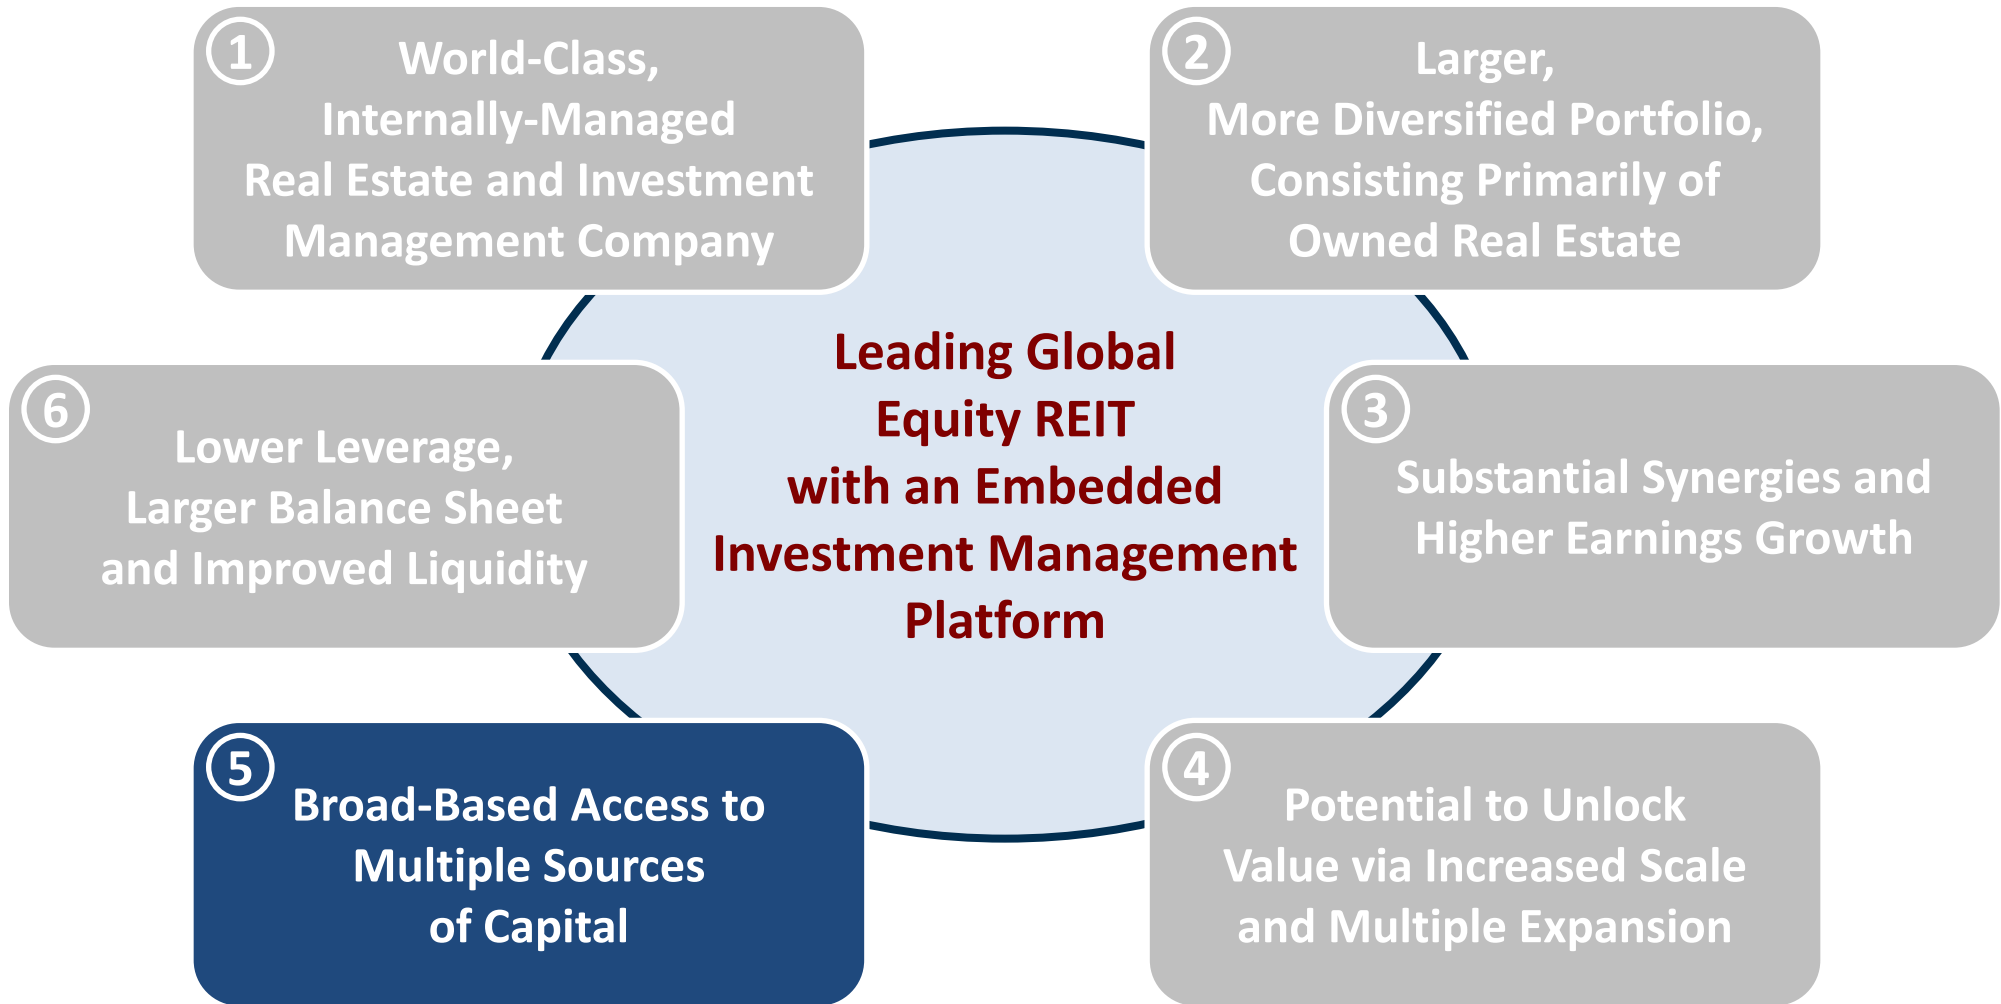 1
World-Class,
Internally-Managed
Real Estate and Investment
Management Company
2
Larger,
More Diversified Portfolio,
Consisting Primarily of
Owned Real Estate
Leading Global
Equity REIT
with an Embedded
Investment Management
Platform
3
Substantial Synergies and
Higher Earnings Growth
4
Potential to Unlock
Value via Increased Scale
and Multiple Expansion
5
Broad-Based Access to
Multiple Sources
of Capital
6
Lower Leverage,
Larger Balance Sheet
and Improved Liquidity